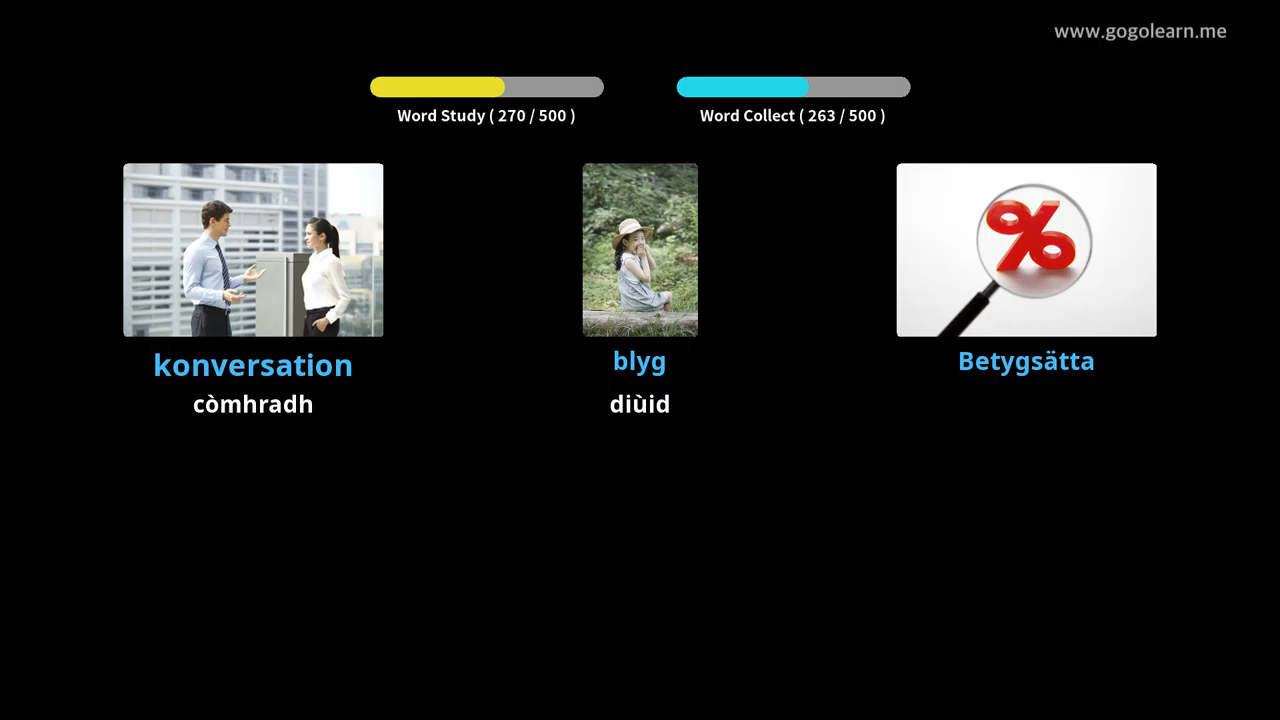 www.gogolearn.me
Word Study ( 270 / 500 )
Word Collect ( 263 / 500 )
konversation
còmhradh
blyg
diùid
Betygsätta